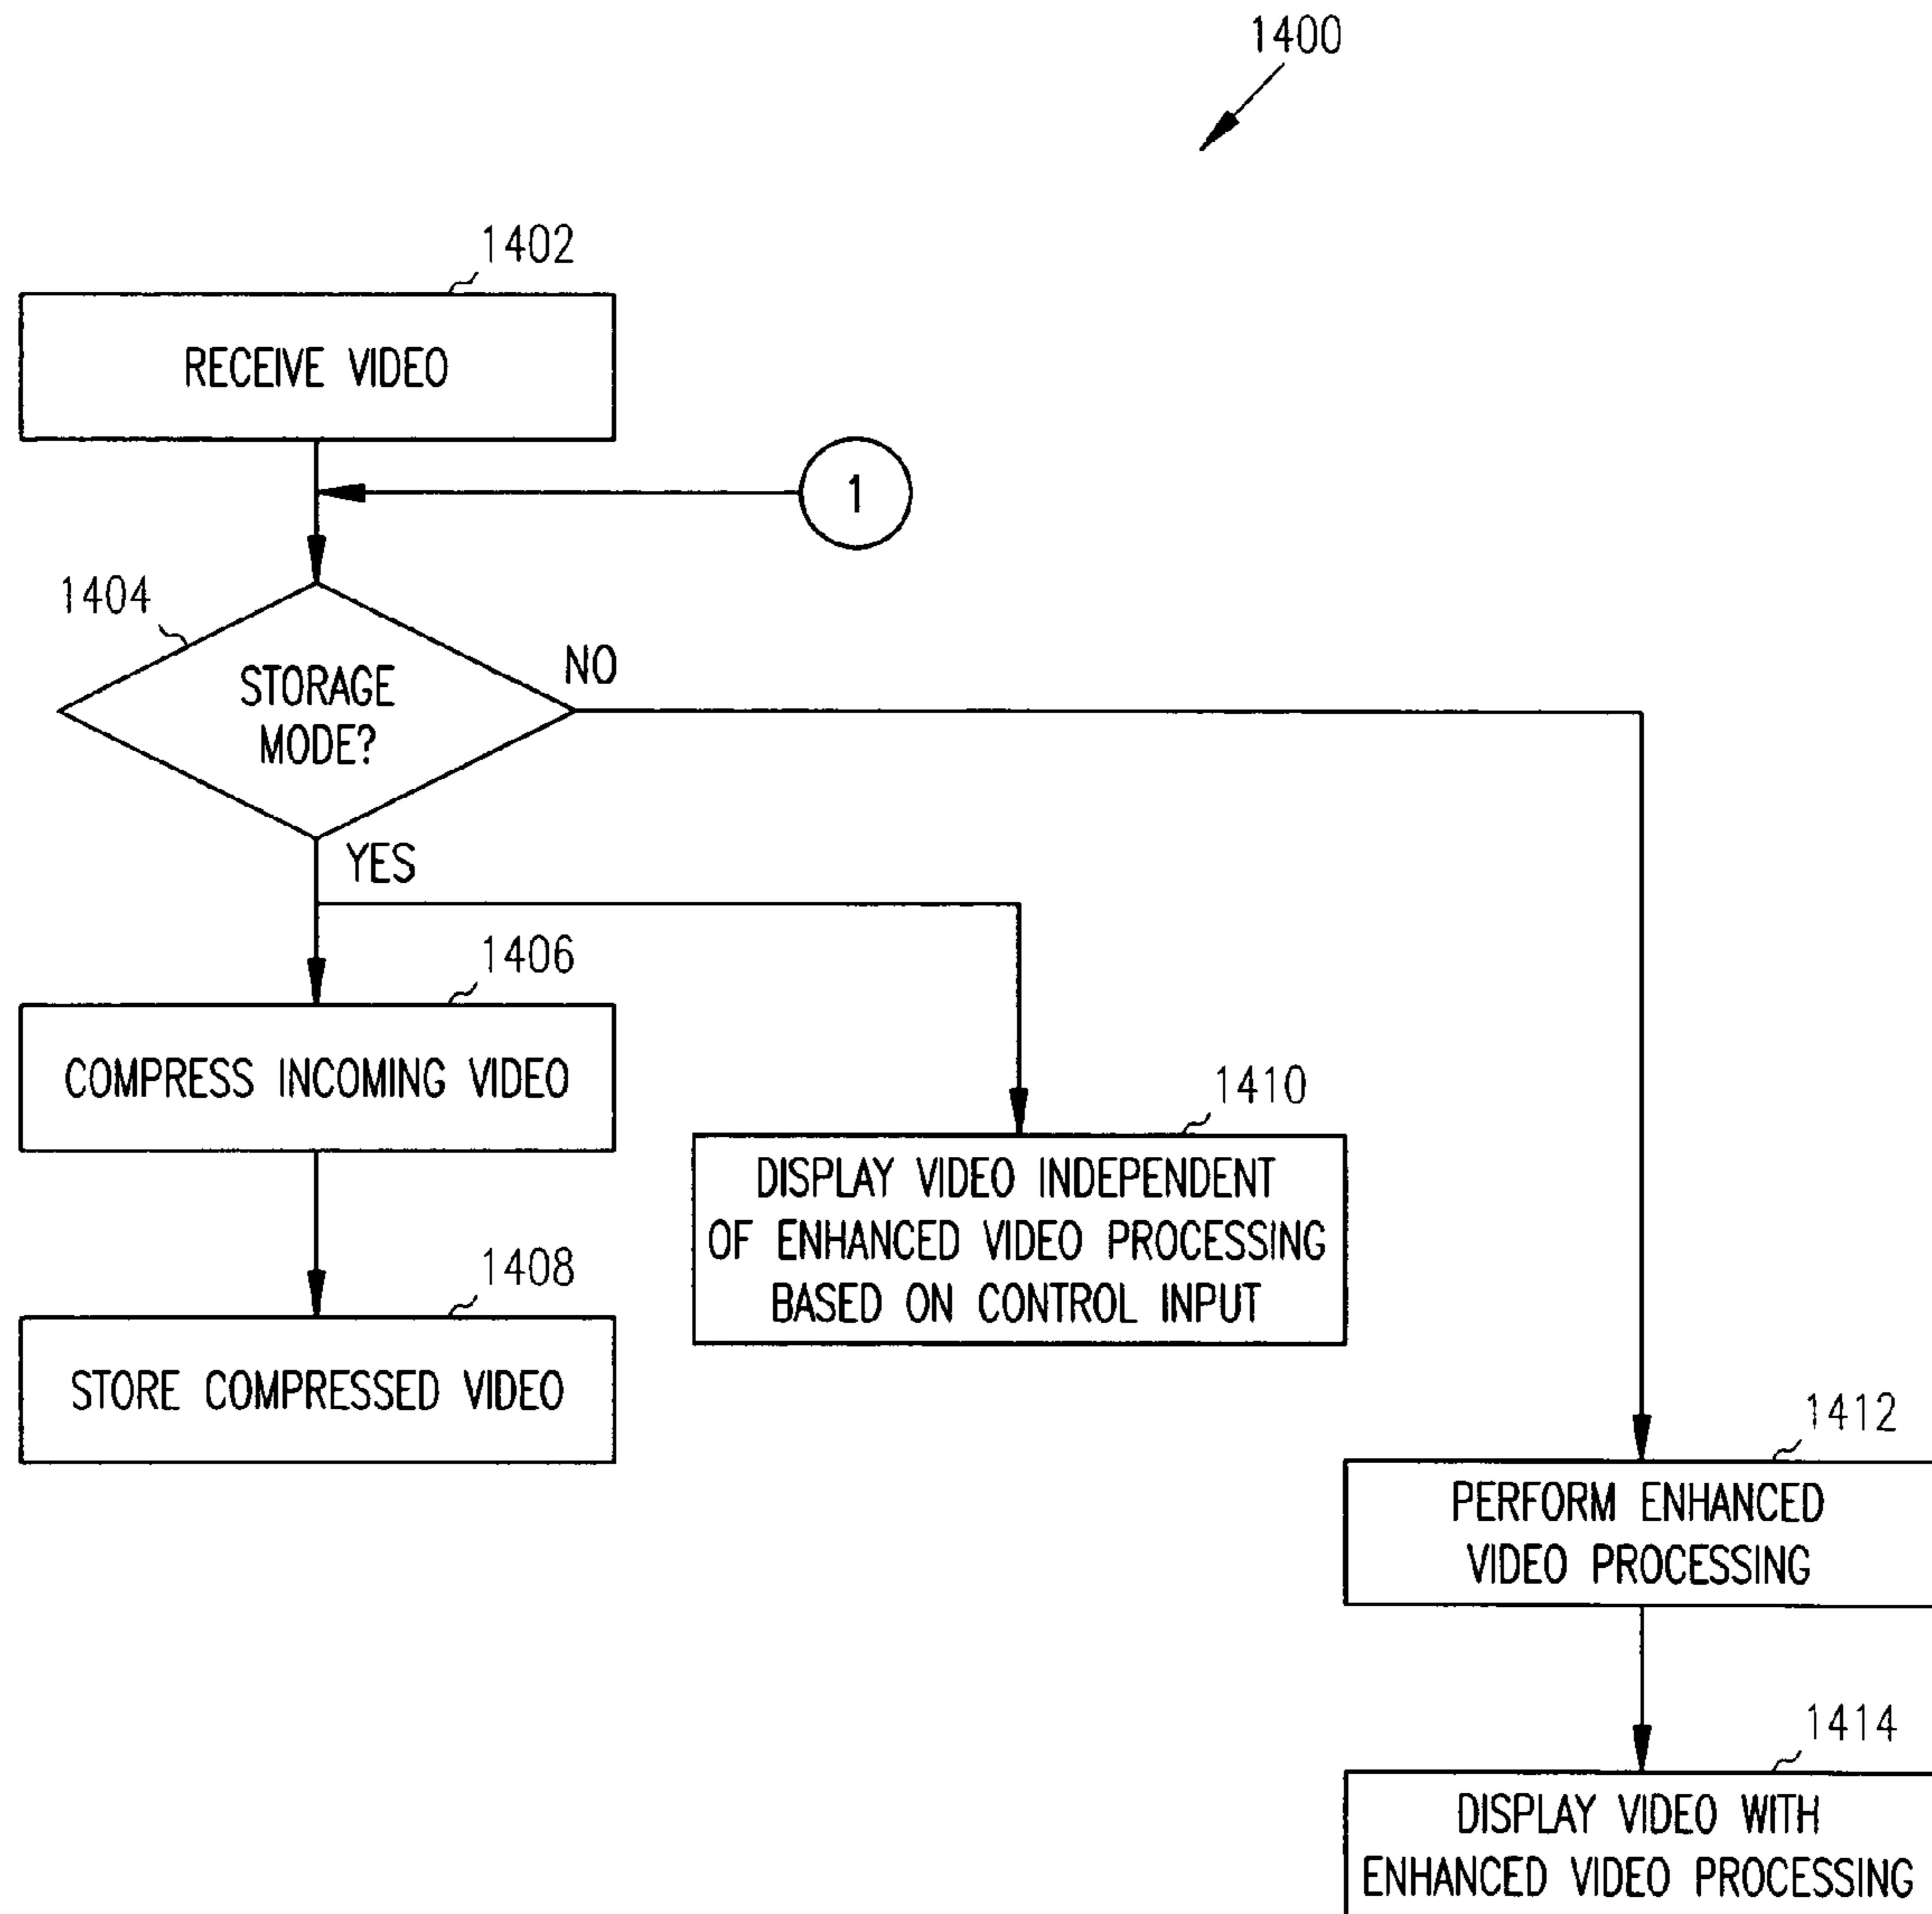 1400
1402
RECEIVE VIDEO
1
1404
STORAGE
MODE?
NO
YES
1406
COMPRESS INCOMING VIDEO
1410
DISPLAY VIDEO INDEPENDENT
OF ENHANCED VIDEO PROCESSING
BASED ON CONTROL INPUT
1408
STORE COMPRESSED VIDEO
1412
PERFORM ENHANCED
VIDEO PROCESSING
1414
DISPLAY VIDEO WITH
ENHANCED VIDEO PROCESSING